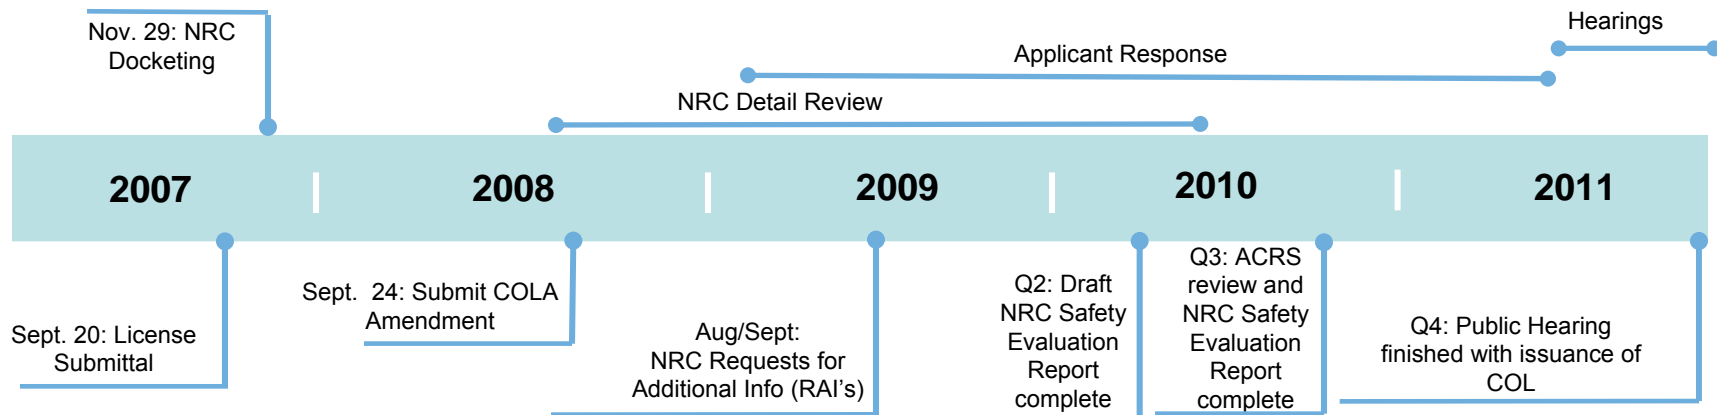 Nov. 29: NRC
Docketing
Hearings
Applicant Response
NRC Detail Review
2007
2008
2009
2010
2011
Sept. 20: License
Submittal
Sept.  24: Submit COLA
Amendment
Aug/Sept:
NRC Requests for
Additional Info (RAI's)
Q2: Draft
NRC Safety
Evaluation
Report
complete
Q3: ACRS
review and
NRC Safety
Evaluation
Report
complete
Q4: Public Hearing
finished with issuance of
COL